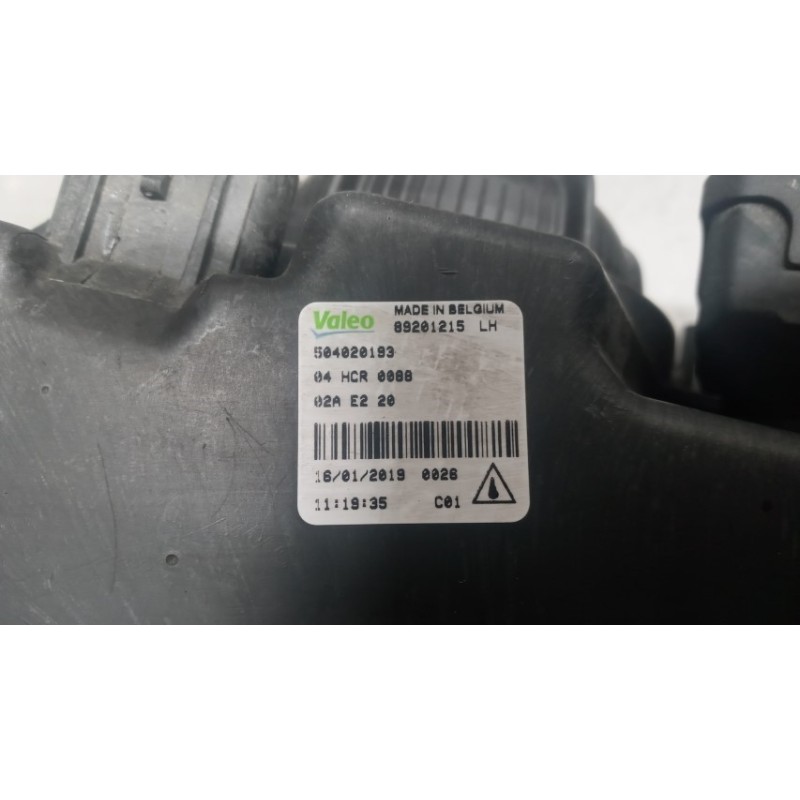 Valeo MADE IN BELGIUM
89201215 LH
504020193
04 HCR 0088
02A E2 20
16/01/2019 0026
11:19:35 C01